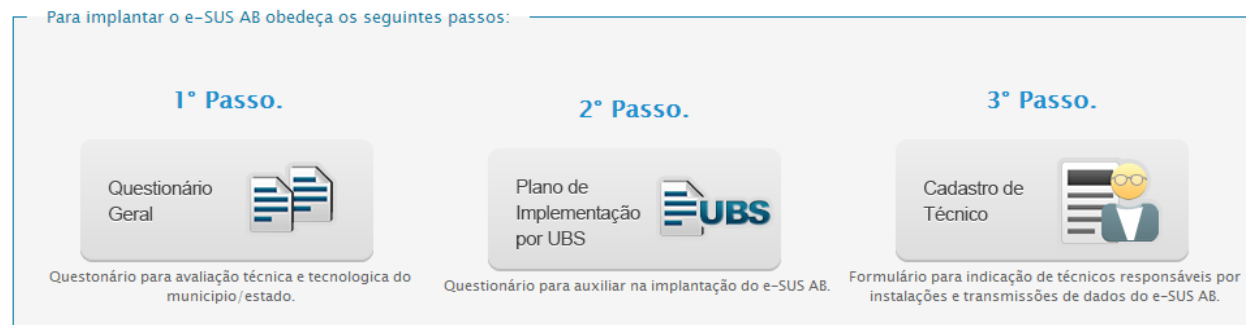 Para implantar o e-SUS AB obedeça os seguintes passos:
1° Passo.
Questionário
Geral
Questonário para avaliação técnica e tecnologica do
municipio/estado.
2° Passo.
Plano de
Implementação
por UBS
UBS
Questionário para auxiliar na implantação do e-SUS AB.
3° Passo.
Cadastro de
Técnico
Formulário para indicação de técnicos responsáveis por
instalações e transmissões de dados do e-SUS AB.